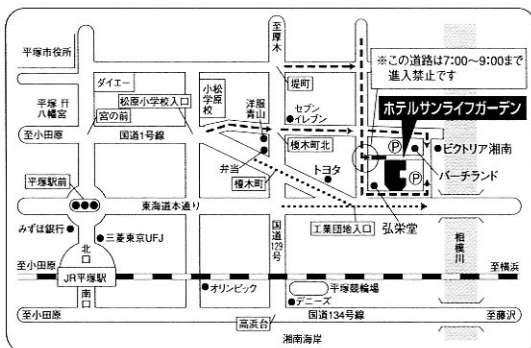 至厚木
平塚市役所
※この道路は7:00〜9:00まで
進入禁止です
ダイエー
小松
学原
校
堤町
洋服
青山
セブン
イレブン
ホテルサンライフガーデン
平塚
八幡宮
宮の前
松原小学校入口
榎木町北
至小田原
国道1号線
P
ビクトリア湘南
弁当
トヨタ
バーチランド
榎木町
P
平塚駅前
東海道本通り
工業団地入口
弘栄堂
みずほ銀行
北口
三菱東京UFJ
国道129号
相模川
至小田原
至横浜
JR平塚駅
南口
オリンピック
平塚競輪場
デニーズ
至小田原
国道134号線
至藤沢
高浜台
湘南海岸